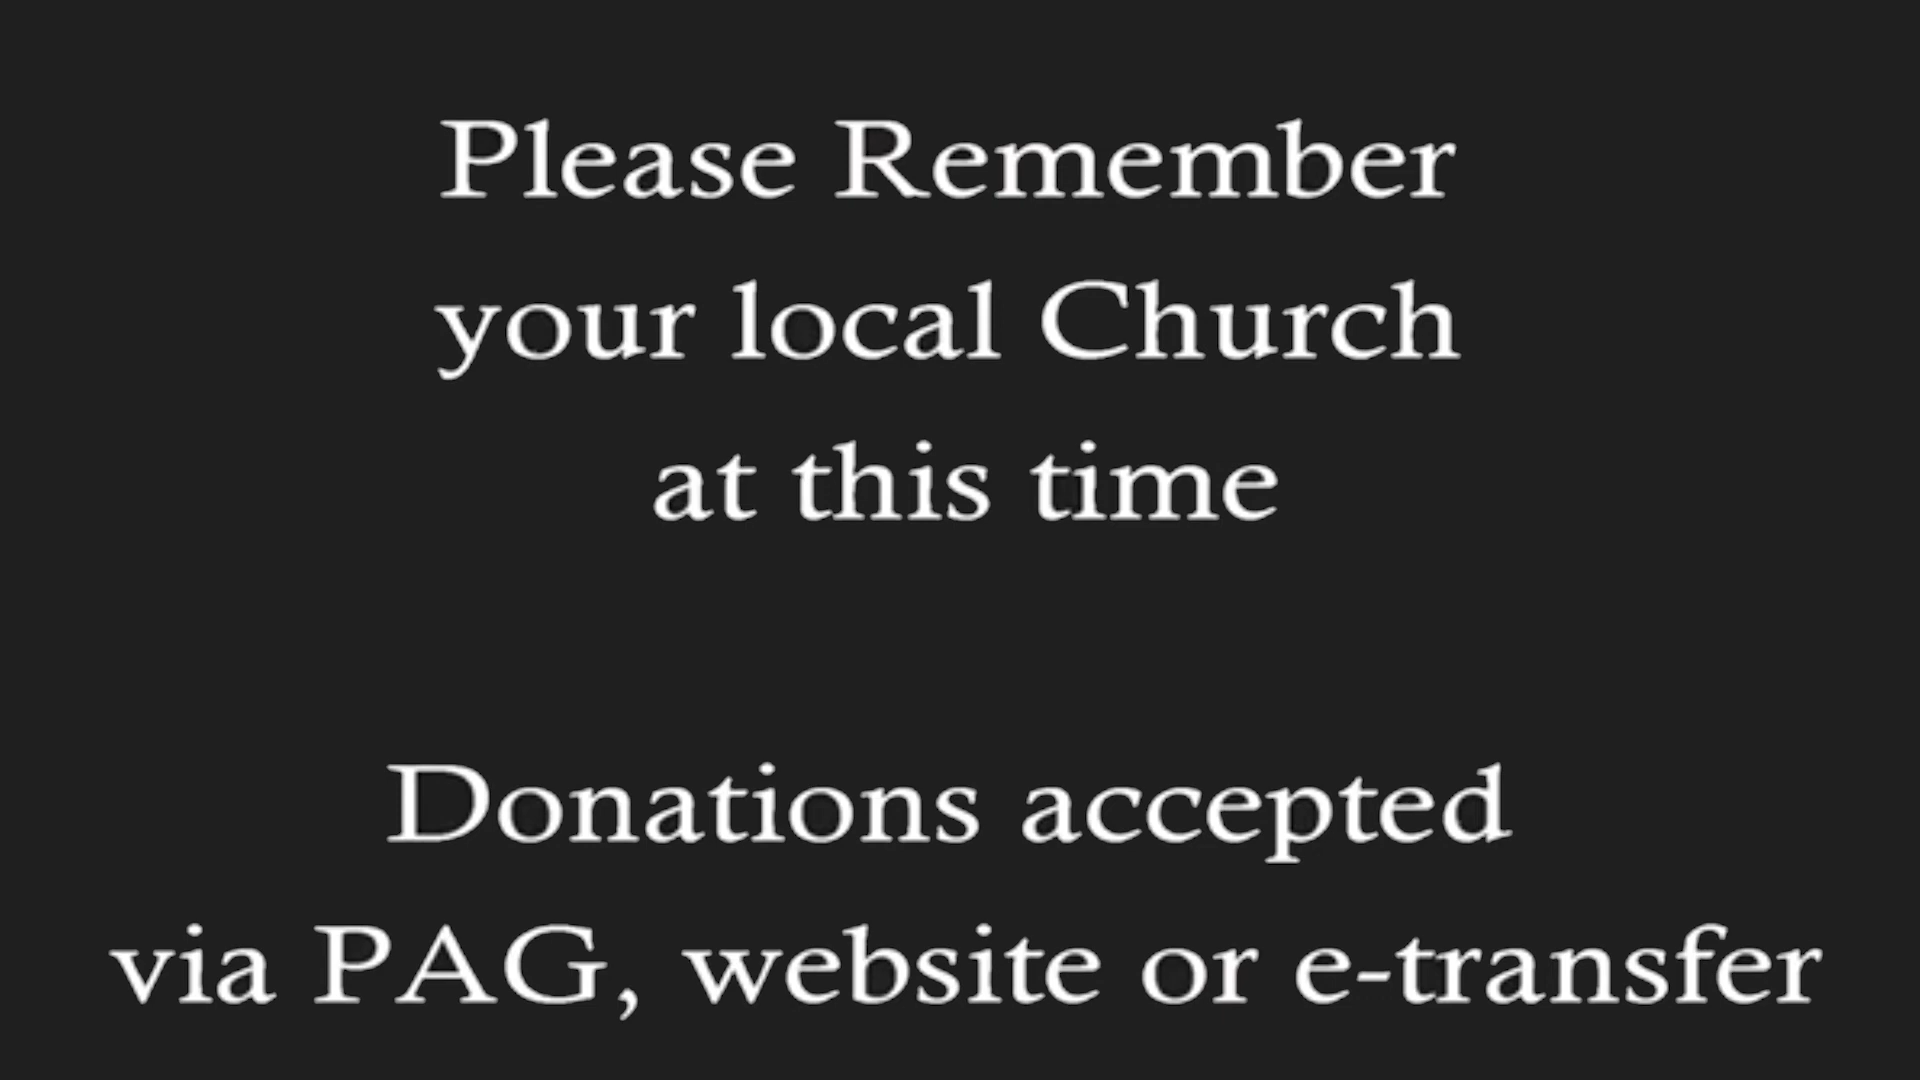 Please Remember
your local Church
at this time
Donations accepted
via PAG, website or e-transfer